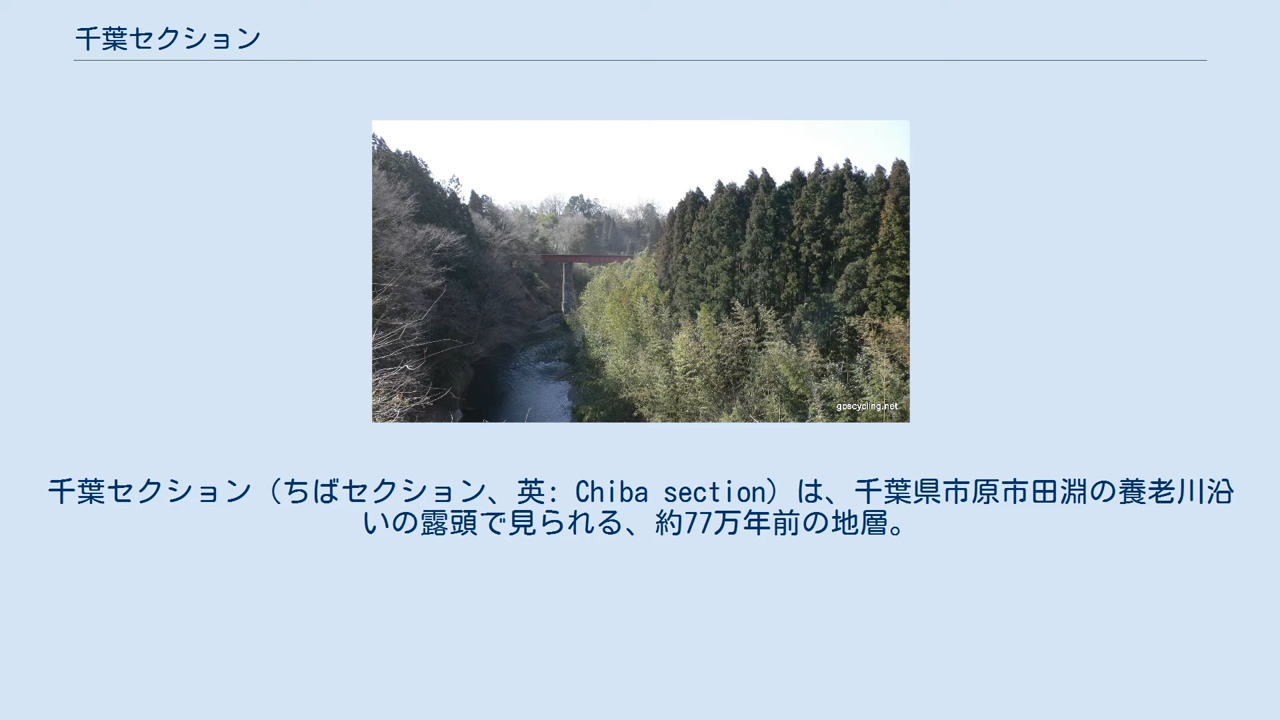 千葉セクション
gpscycling.net
千葉セクション（ちばセクション、英: Chiba section）は、千葉県市原市田淵の養老川沿
いの露頭で見られる、約77万年前の地層。